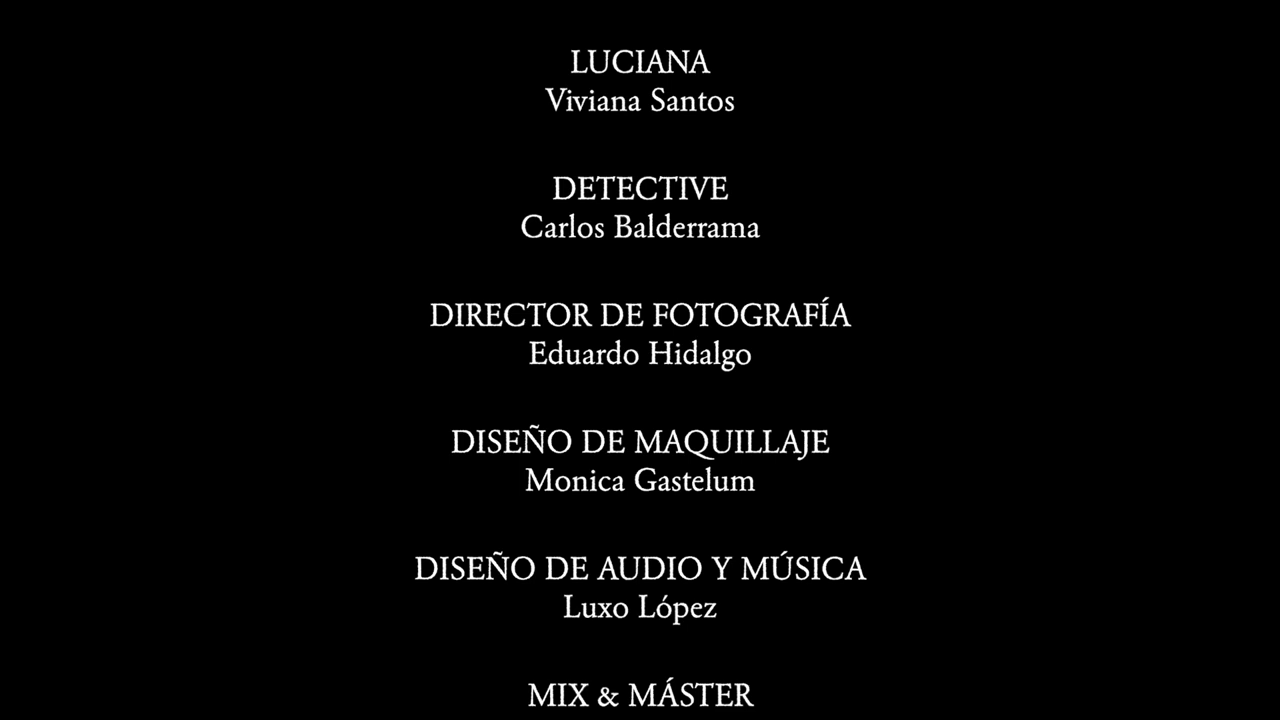 LUCIANA
Viviana Santos
DETECTIVE
Carlos Balderrama
DIRECTOR DE FOTOGRAFÍA
Eduardo Hidalgo
DISEÑO DE MAQUILLAJE
Monica Gastelum
DISEÑO DE AUDIO Y MÚSICA
Luxo López
MIX & MÁSTER